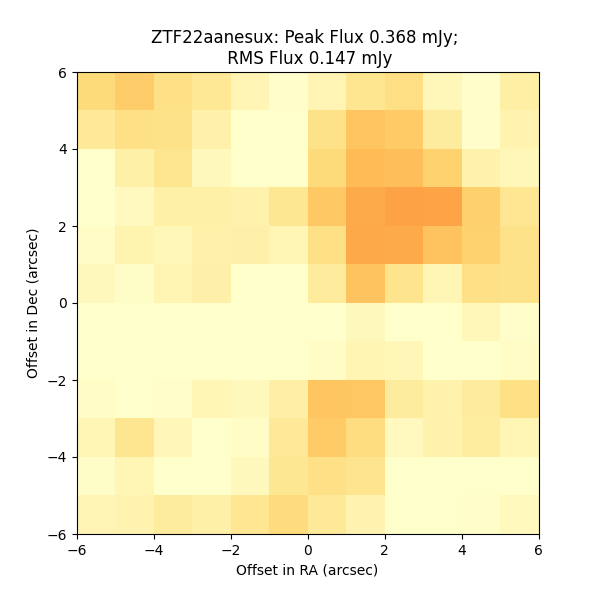 ZTF22aanesux: Peak Flux 0.368 mJy;
RMS Flux 0.147 mJy
6
4
2
0
−2
−4
−6
Offset in Dec (arcsec)
−6 −4 −2 0 2 4 6
Offset in RA (arcsec)